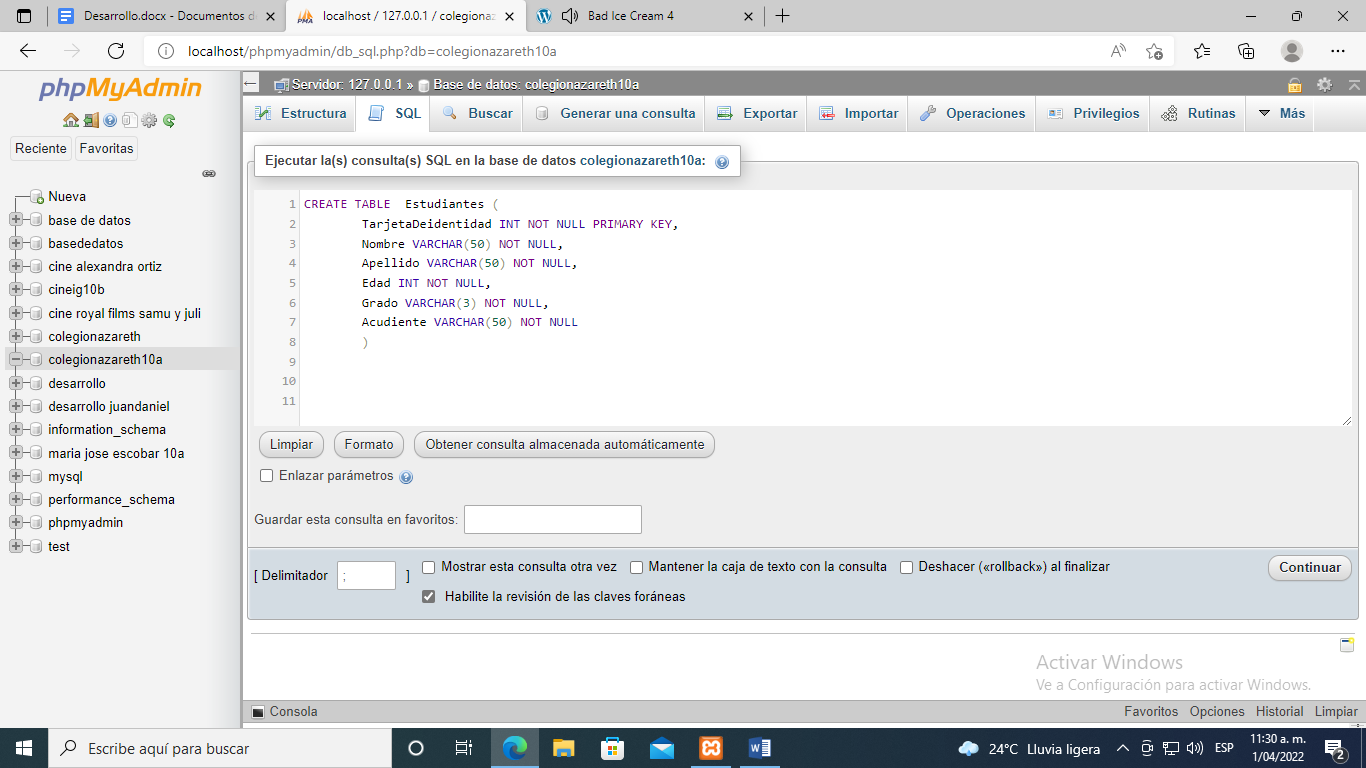 Desarrollo.docx - Documentos d
localhost / 127.0.0.1 / colegionaz
Bad Ice Cream 4
localhost/phpmyadmin/db_sql.php?db=colegionazareth10a
phpMyAdmin
Reciente
Favoritas
Nueva
base de datos
basededatos
cine alexandra ortiz
cineig10b
cine royal films samu y juli
colegionazareth
colegionazareth10a
desarrollo
desarrollo juandaniel
information_schema
maria jose escobar 10a
mysql
performance_schema
phpmyadmin
test
Servidor: 127.0.0.1 » Base de datos: colegionazareth10a
Estructura
SQL
Buscar
Generar una consulta
Exportar
Importar
Operaciones
Privilegios
Rutinas
Más
Ejecutar la(s) consulta(s) SQL en la base de datos colegionazareth10a:
1 CREATE TABLE  Estudiantes (
2         TarjetaDeidentidad INT NOT NULL PRIMARY KEY,
3         Nombre VARCHAR(50) NOT NULL,
4         Apellido VARCHAR(50) NOT NULL,
5         Edad INT NOT NULL,
6         Grado VARCHAR(3) NOT NULL,
7         Acudiente VARCHAR(50) NOT NULL
8         )
9
10
11
Limpiar
Formato
Obtener consulta almacenada automáticamente
Enlazar parámetros
Guardar esta consulta en favoritos:
[ Delimitador ; ]
Mostrar esta consulta otra vez
Mantener la caja de texto con la consulta
Deshacer («rollback») al finalizar
Habilite la revisión de las claves foráneas
Continuar
Activar Windows
Ve a Configuración para activar Windows.
Consola
Favoritos
Opciones
Historial
Limpiar
Escribe aquí para buscar
24°C Lluvia ligera
ESP
11:30 a. m.
1/04/2022
2